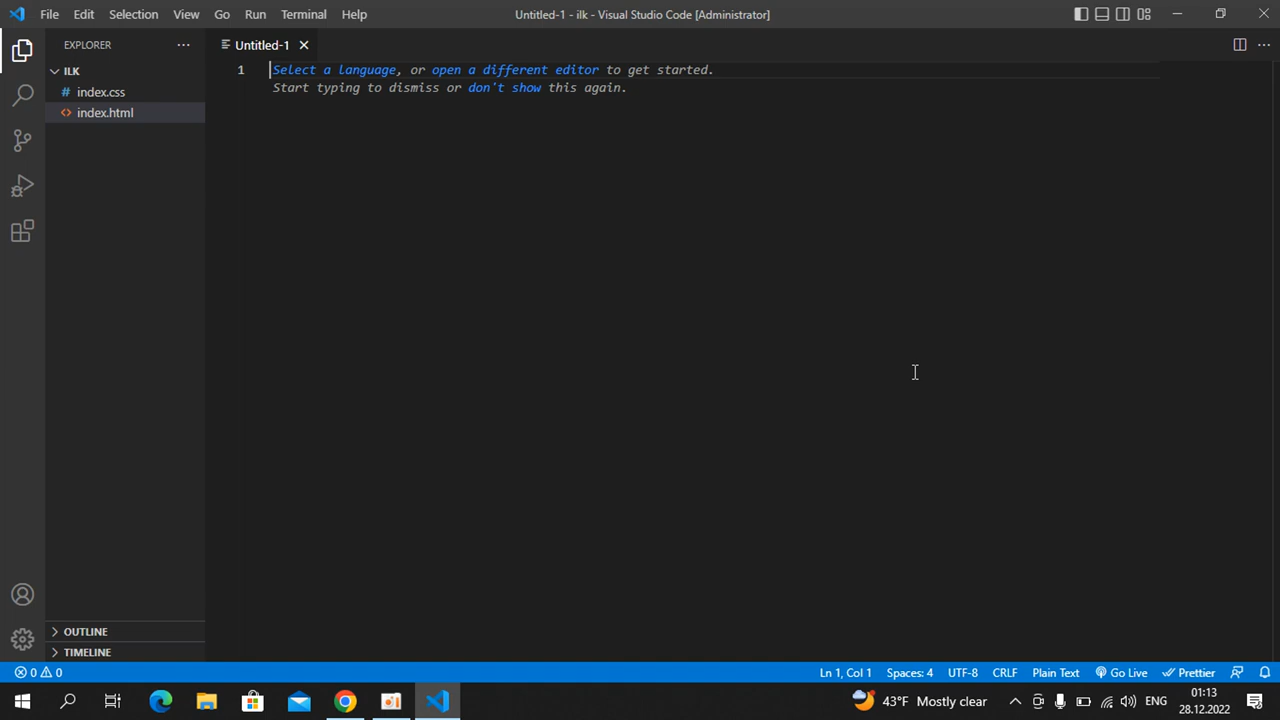 File Edit Selection View Go Run Terminal Help
Untitled-1 - ilk - Visual Studio Code [Administrator]
EXPLORER
Untitled-1
ILK
index.css
index.html
1
Select a language, or open a different editor to get started.
Start typing to dismiss or don't show this again.
OUTLINE
TIMELINE
0 0
Ln 1, Col 1
Spaces: 4
UTF-8
CRLF
Plain Text
Go Live
Prettier
43°F Mostly clear
ENG
01:13
28.12.2022